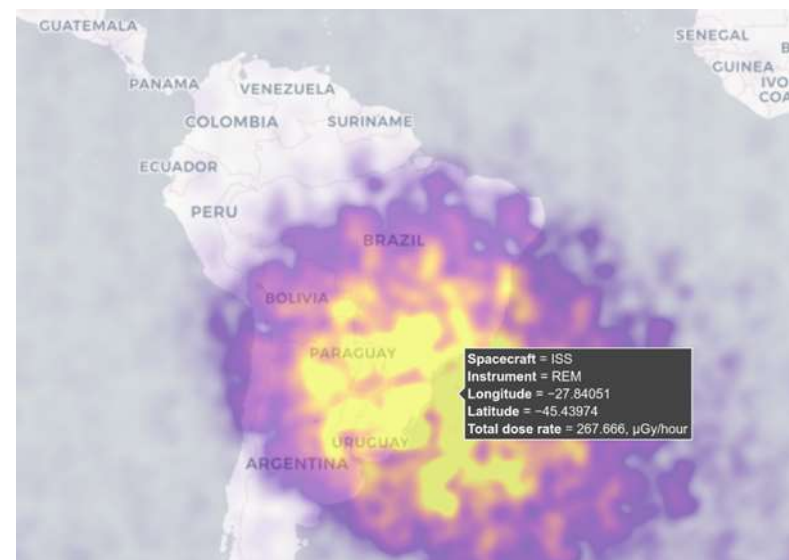 GUATEMALA
SENEGAL
GUINEA
PANAMA
VENEZUELA
COLOMBIA
SURINAME
ECUADOR
PERU
BRAZIL
BOLIVIA
PARAGUAY
URUGUAY
ARGENTINA
Spacecraft = ISS
Instrument = REM
Longitude = −27.84051
Latitude = −45.43974
Total dose rate = 267.666, μGy/hour